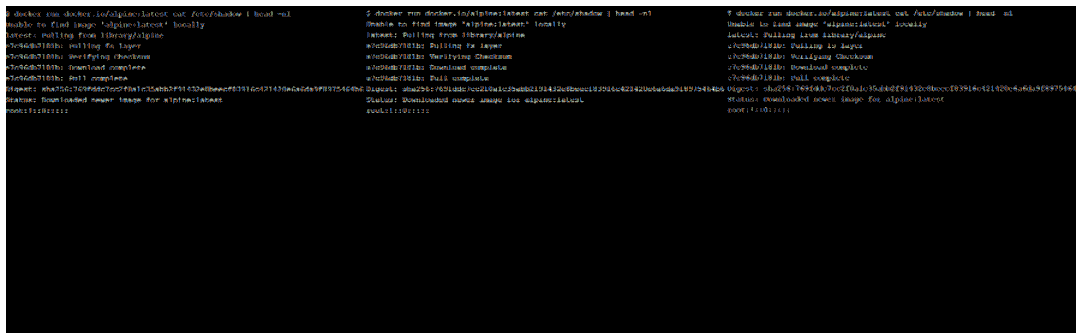 $ docker run docker.io/alpine:latest cat /etc/shadow | head -n1
Unable to find image 'alpine:latest' locally
latest: Pulling from library/alpine
e7c96db7181b: Pulling fs layer
e7c96db7181b: Verifying Checksum
e7c96db7181b: Download complete
e7c96db7181b: Pull complete
Digest: sha256:769fddc7cc2f0a1c35abb2f91432e8beecf83916c421420e6a6da9f8975464b6
Status: Downloaded newer image for alpine:latest
root:!::0:::::
$ docker run docker.io/alpine:latest cat /etc/shadow | head -n1
Unable to find image 'alpine:latest' locally
latest: Pulling from library/alpine
e7c96db7181b: Pulling fs layer
e7c96db7181b: Verifying Checksum
e7c96db7181b: Download complete
e7c96db7181b: Pull complete
Digest: sha256:769fddc7cc2f0a1c35abb2f91432e8beecf83916c421420e6a6da9f8975464b6
Status: Downloaded newer image for alpine:latest
root:!::0:::::
$ docker run docker.io/alpine:latest cat /etc/shadow | head -n1
Unable to find image 'alpine:latest' locally
latest: Pulling from library/alpine
e7c96db7181b: Pulling fs layer
e7c96db7181b: Verifying Checksum
e7c96db7181b: Download complete
e7c96db7181b: Pull complete
Digest: sha256:769fddc7cc2f0a1c35abb2f91432e8beecf83916c421420e6a6da9f8975464
Status: Downloaded newer image for alpine:latest
root:!::0:::::